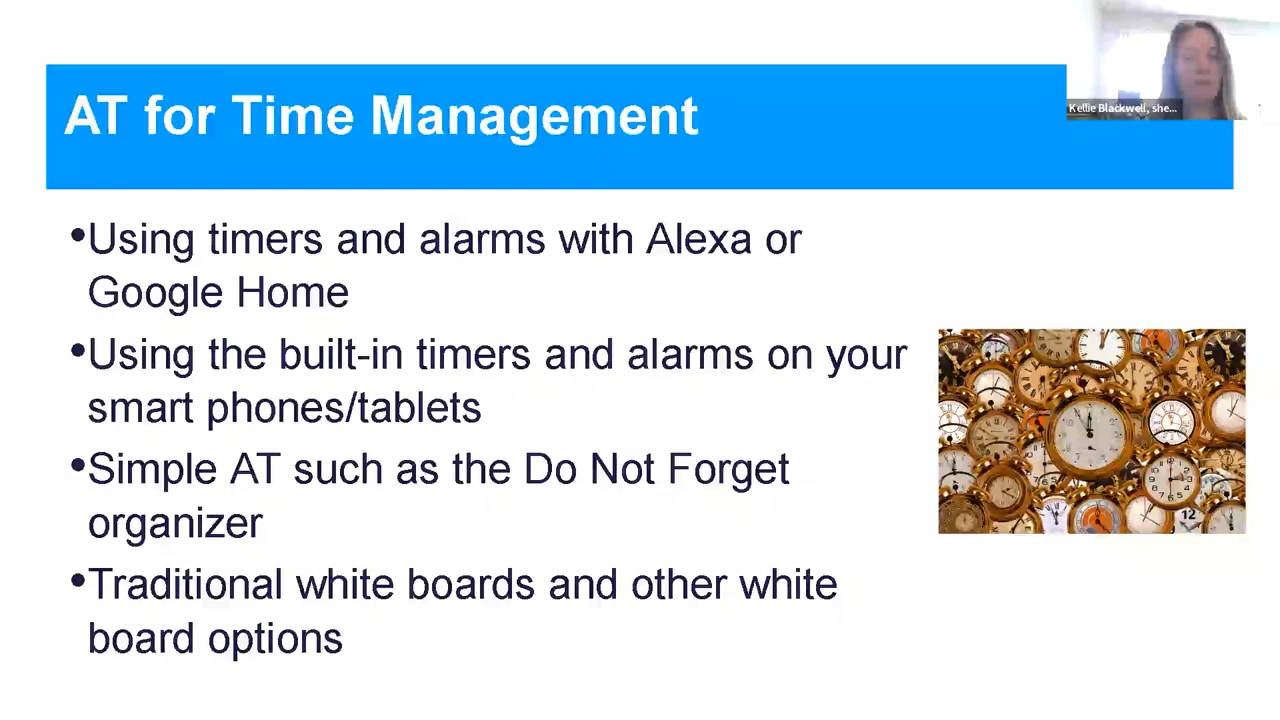 AT for Time Management
Kellie Blackwell, she...
•Using timers and alarms with Alexa or
Google Home
•Using the built-in timers and alarms on your
smart phones/tablets
•Simple AT such as the Do Not Forget
organizer
•Traditional white boards and other white
board options
12